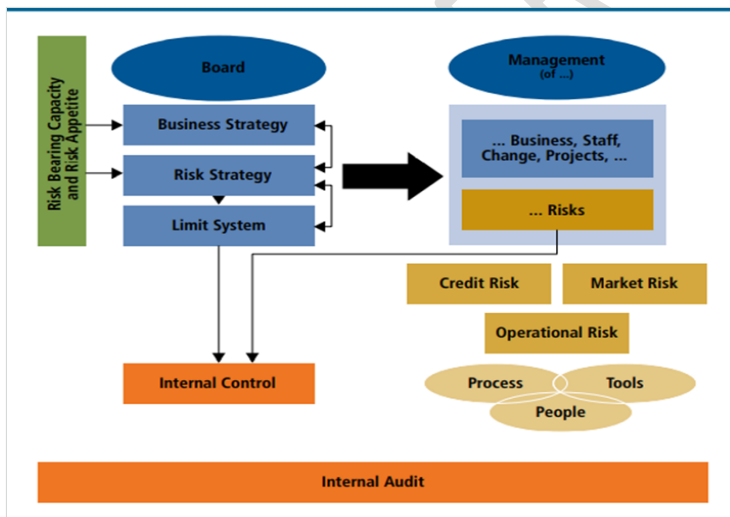 Risk Bearing Capacity
and Risk Appetite
Board
Business Strategy
Risk Strategy
Limit System
Management
(of ...)
... Business, Staff,
Change, Projects, ...
... Risks
Credit Risk
Market Risk
Operational Risk
Process
Tools
People
Internal Control
Internal Audit